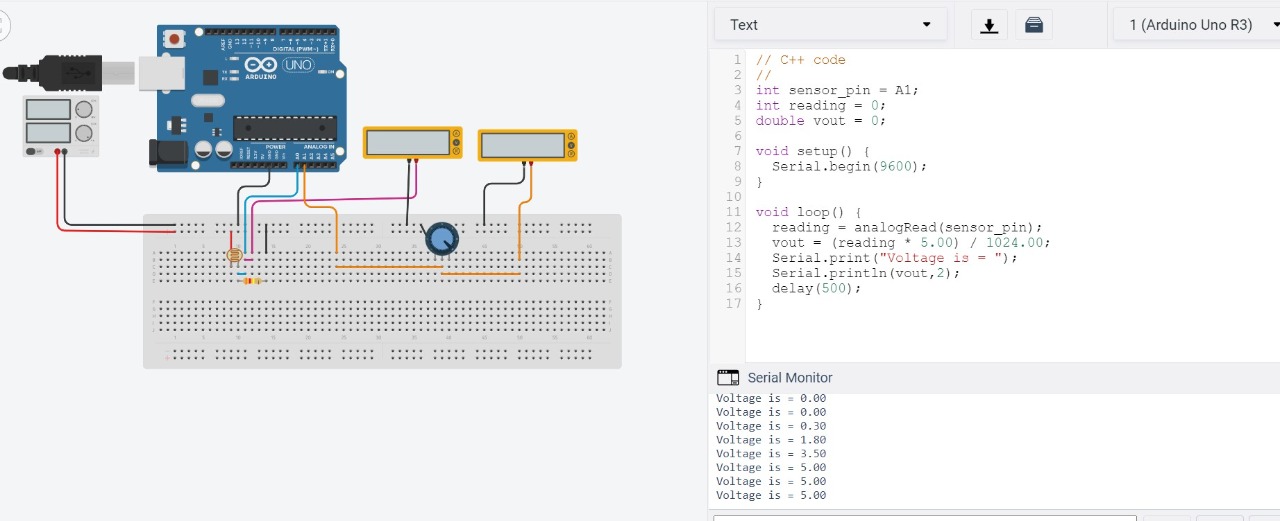 Text
1 (Arduino Uno R3)
1 // C++ code
2 //
3 int sensor_pin = A1;
4 int reading = 0;
5 double vout = 0;
6
7 void setup() {
8 Serial.begin(9600);
9 }
10
11 void loop() {
12 reading = analogRead(sensor_pin);
13 vout = (reading * 5.00) / 1024.00;
14 Serial.print("Voltage is = ");
15 Serial.println(vout,2);
16 delay(500);
17 }
Serial Monitor
Voltage is = 0.00
Voltage is = 0.00
Voltage is = 0.30
Voltage is = 1.80
Voltage is = 3.50
Voltage is = 5.00
Voltage is = 5.00
Voltage is = 5.00
DIGITAL (PWM~)
UNO
ARDUINO
POWER
ANALOG IN